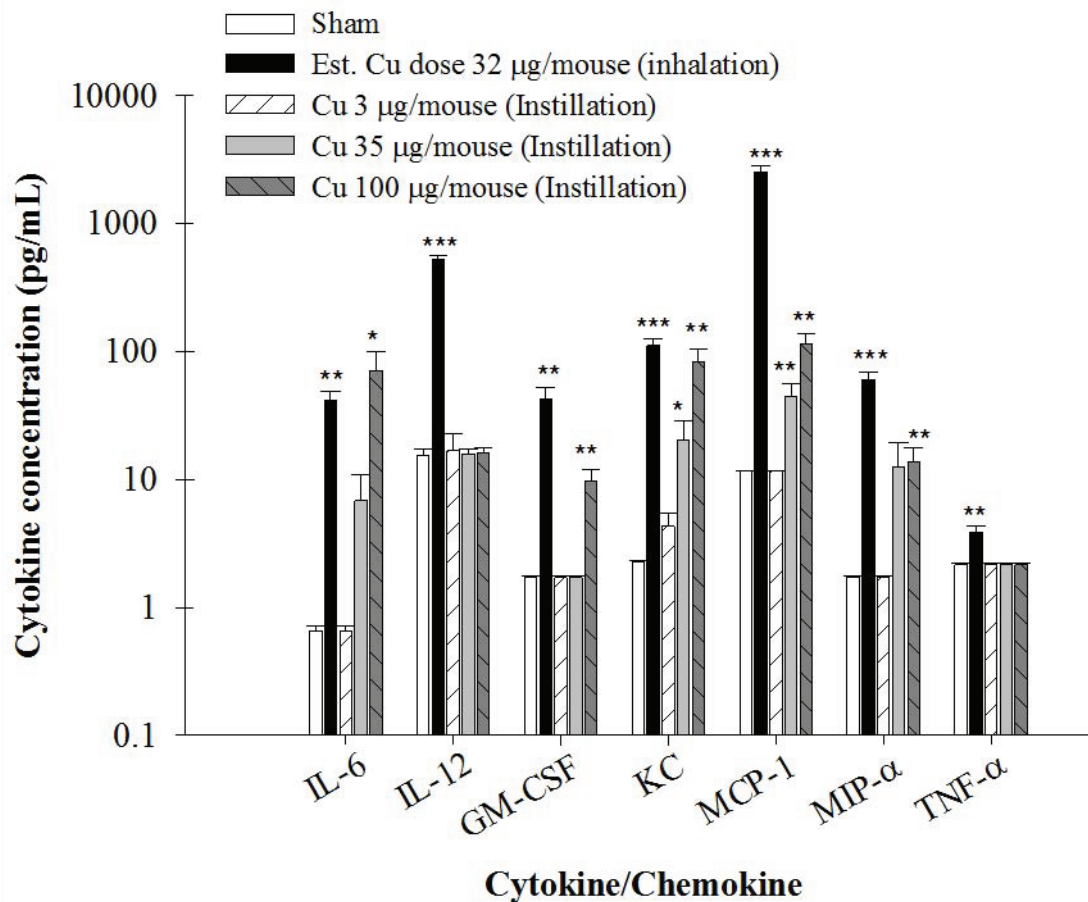 Sham
Est. Cu dose 32 μg/mouse (inhalation)
Cu 3 μg/mouse (Instillation)
Cu 35 μg/mouse (Instillation)
Cu 100 μg/mouse (Instillation)
Cytokine concentration (pg/mL)
10000
1000
100
10
1
0.1
**
*
***
**
**
***
*
**
***
**
**
***
**
**
IL-6
IL-12
GM-CSF
KC
MCP-1
MIP-α
TNF-α
Cytokine/Chemokine